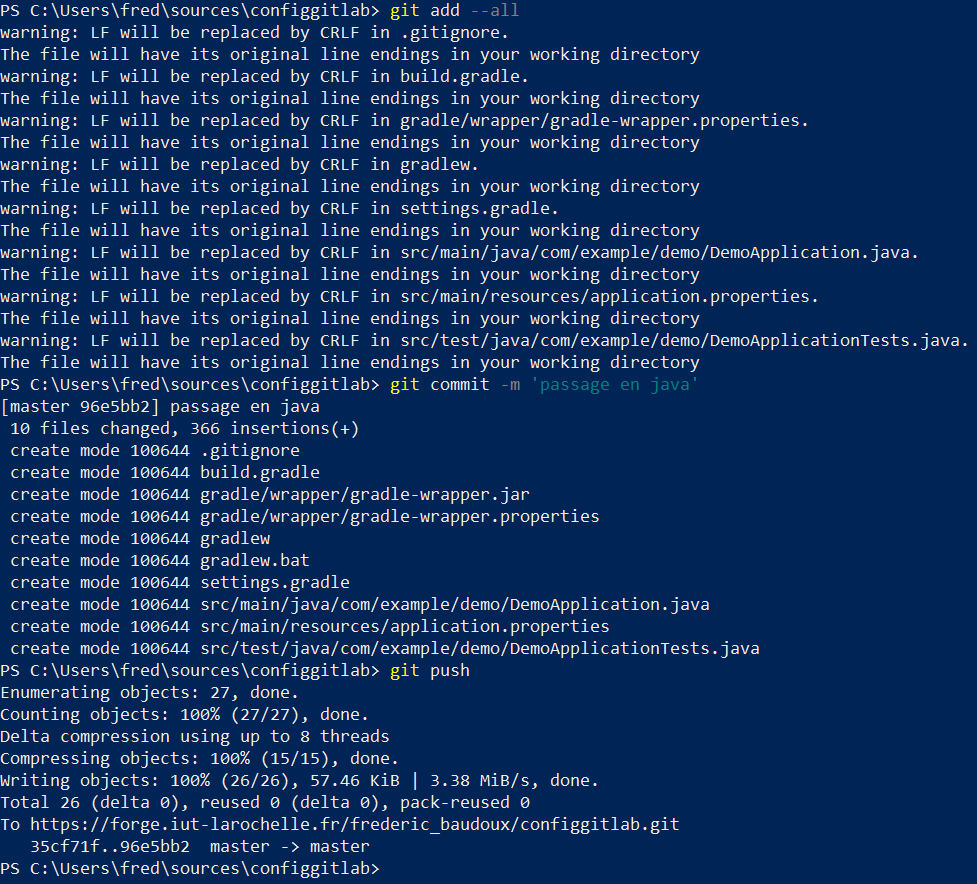 PS C:\Users\fred\sources\configgitlab> git add --all
warning: LF will be replaced by CRLF in .gitignore.
The file will have its original line endings in your working directory
warning: LF will be replaced by CRLF in build.gradle.
The file will have its original line endings in your working directory
warning: LF will be replaced by CRLF in gradle/wrapper/gradle-wrapper.properties.
The file will have its original line endings in your working directory
warning: LF will be replaced by CRLF in gradlew.
The file will have its original line endings in your working directory
warning: LF will be replaced by CRLF in settings.gradle.
The file will have its original line endings in your working directory
warning: LF will be replaced by CRLF in src/main/java/com/example/demo/DemoApplication.java.
The file will have its original line endings in your working directory
warning: LF will be replaced by CRLF in src/main/resources/application.properties.
The file will have its original line endings in your working directory
warning: LF will be replaced by CRLF in src/test/java/com/example/demo/DemoApplicationTests.java.
The file will have its original line endings in your working directory
PS C:\Users\fred\sources\configgitlab> git commit -m 'passage en java'
[master 96e5bb2] passage en java
 10 files changed, 366 insertions(+)
 create mode 100644 .gitignore
 create mode 100644 build.gradle
 create mode 100644 gradle/wrapper/gradle-wrapper.jar
 create mode 100644 gradle/wrapper/gradle-wrapper.properties
 create mode 100644 gradlew
 create mode 100644 gradlew.bat
 create mode 100644 settings.gradle
 create mode 100644 src/main/java/com/example/demo/DemoApplication.java
 create mode 100644 src/main/resources/application.properties
 create mode 100644 src/test/java/com/example/demo/DemoApplicationTests.java
PS C:\Users\fred\sources\configgitlab> git push
Enumerating objects: 27, done.
Counting objects: 100% (27/27), done.
Delta compression using up to 8 threads
Compressing objects: 100% (15/15), done.
Writing objects: 100% (26/26), 57.46 KiB | 3.38 MiB/s, done.
Total 26 (delta 0), reused 0 (delta 0), pack-reused 0
To https://forge.iut-larochelle.fr/frederic_baudoux/configgitlab.git
   35cf71f..96e5bb2  master -> master
PS C:\Users\fred\sources\configgitlab>